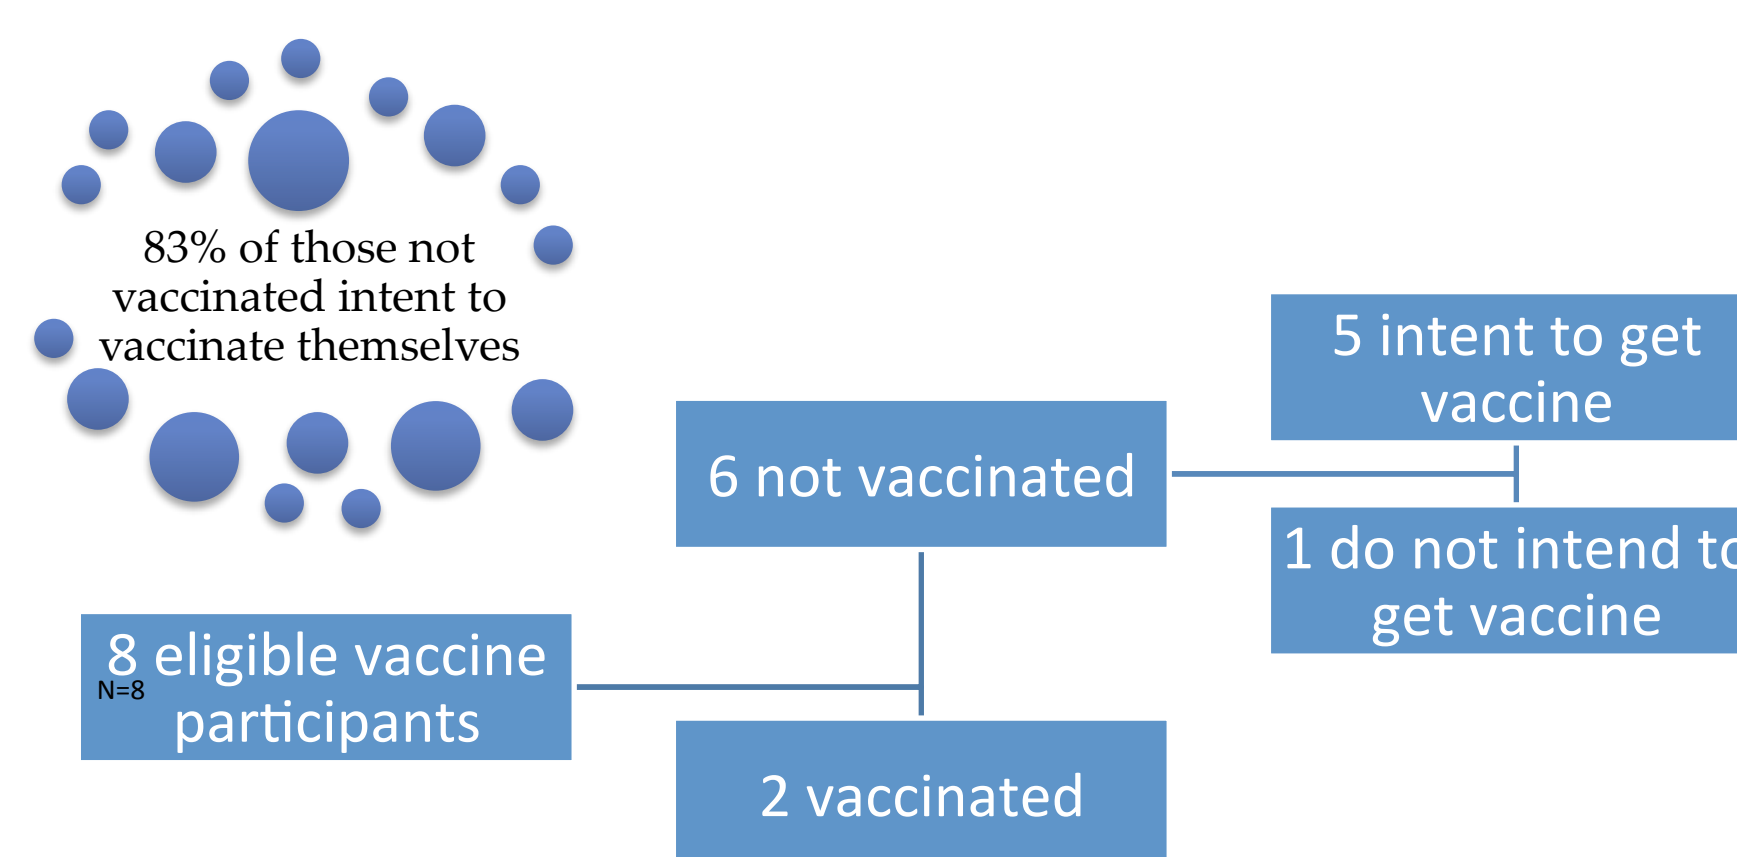 83% of those not
vaccinated intent to
vaccinate themselves
5 intent to get
vaccine
6 not vaccinated
1 do not intend to
get vaccine
8 eligible vaccine
N=8
participants
2 vaccinated